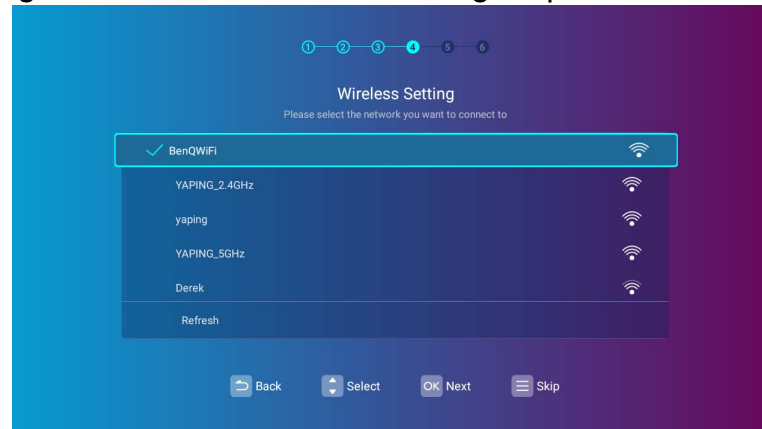 1 2 3 4 5 6
Wireless Setting
Please select the network you want to connect to
BenQWiFi
YAPING_2.4GHz
yaping
YAPING_5GHz
Derek
Refresh
Back Select OK Next Skip